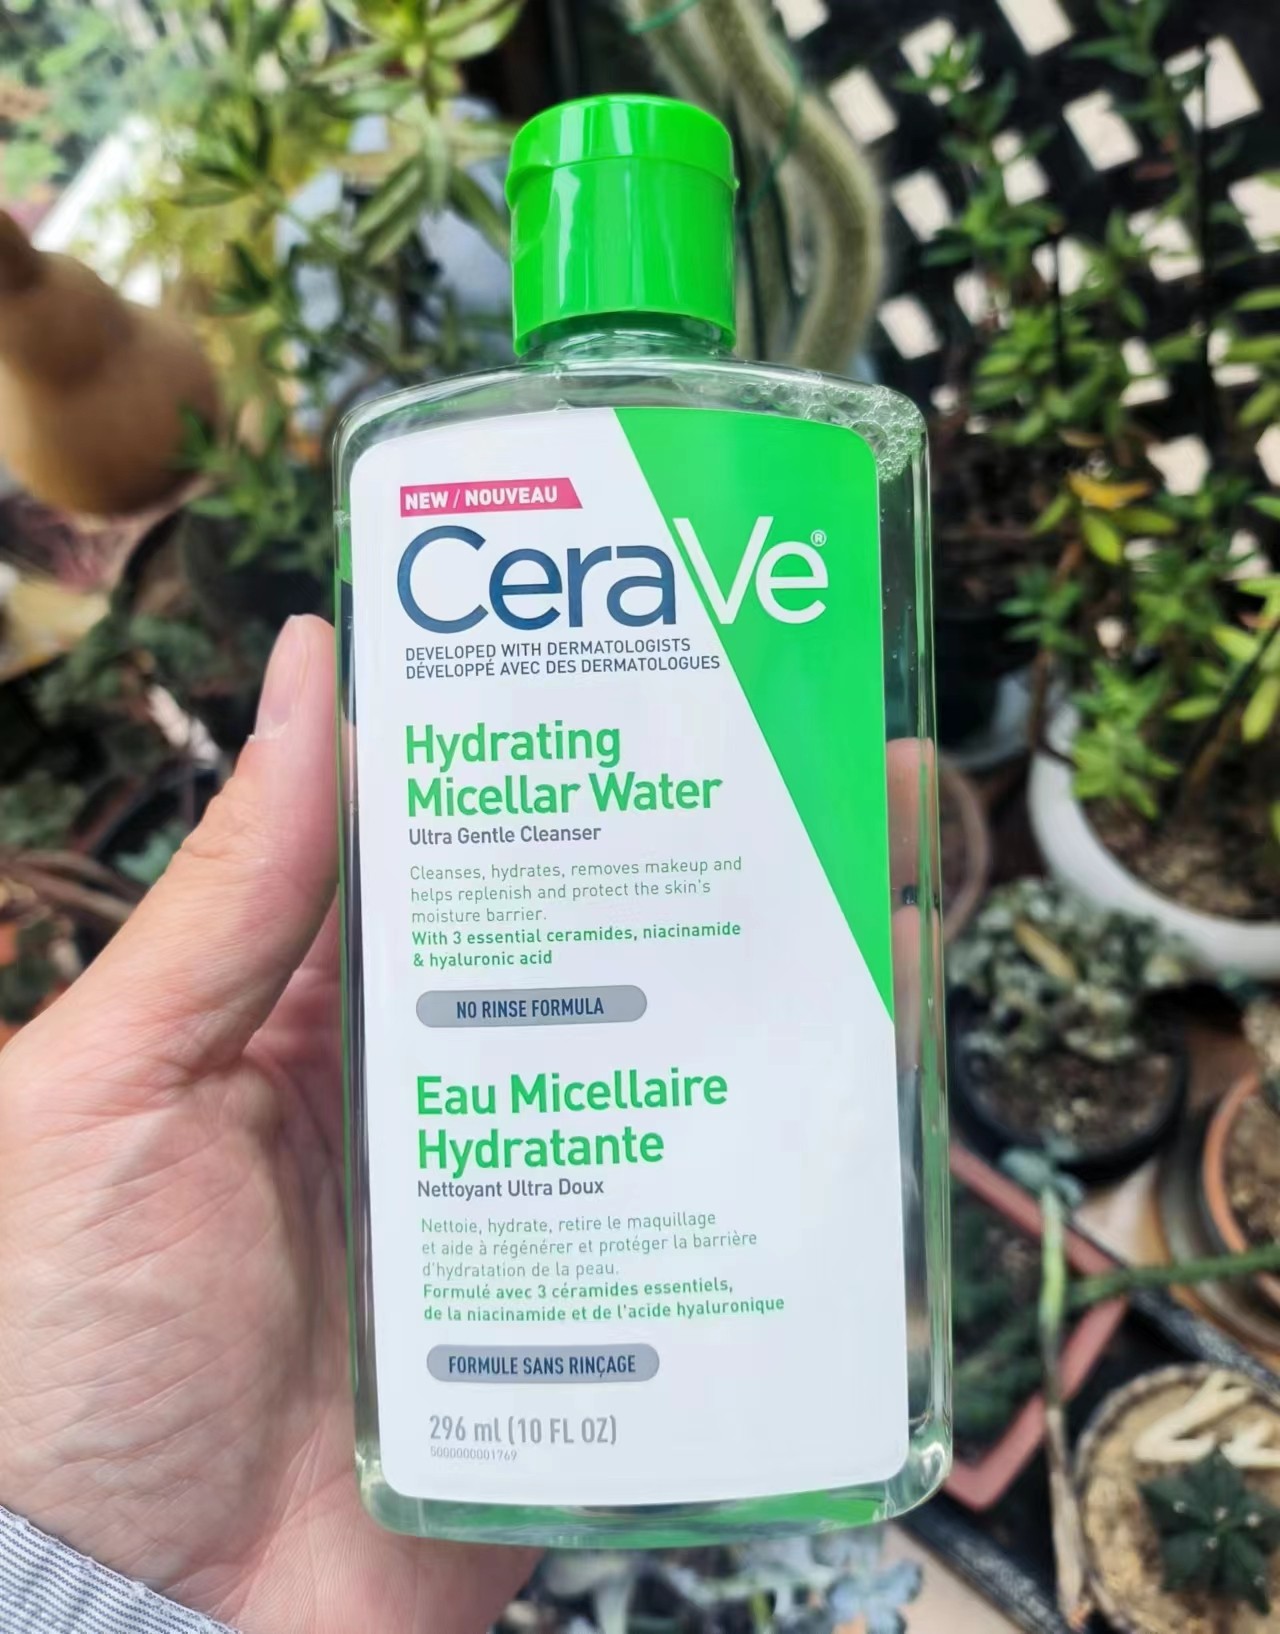 NEW / NOUVEAU
CeraVe®
DEVELOPED WITH DERMATOLOGISTS
DÉVELOPPÉ AVEC DES DERMATOLOGUES
Hydrating
Micellar Water
Ultra Gentle Cleanser
Cleanses, hydrates, removes makeup and
helps replenish and protect the skin's
moisture barrier.
With 3 essential ceramides, niacinamide
& hyaluronic acid
NO RINSE FORMULA
Eau Micellaire
Hydratante
Nettoyant Ultra Doux
Nettoie, hydrate, retire le maquillage
et aide à régénérer et protéger la barrière
d'hydratation de la peau.
Formulé avec 3 céramides essentiels,
de la niacinamide et de l'acide hyaluronique
FORMULE SANS RINÇAGE
296 ml (10 FL OZ)
5000000001769